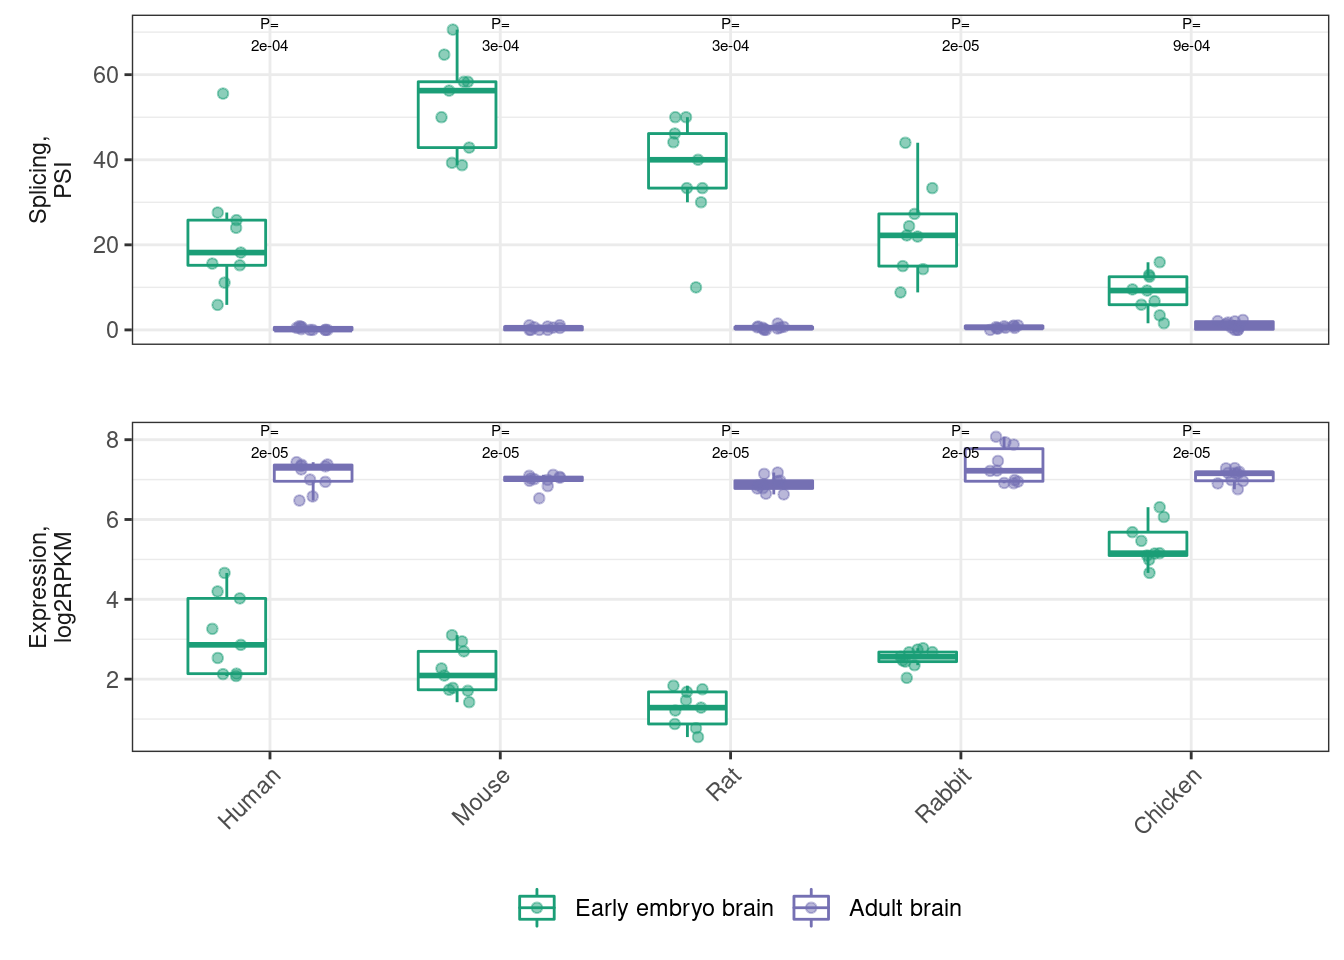 P=
P=
P=
P=
P=
2e-04
3e-04
3e-04
2e-05
9e-04
60
40
20
0
Splicing,
PSI
P=
P=
P=
P=
P=
2e-05
2e-05
2e-05
2e-05
2e-05
8
6
4
2
Expression,
log2RPKM
Human
Mouse
Rat
Rabbit
Chicken
Early embryo brain
Adult brain